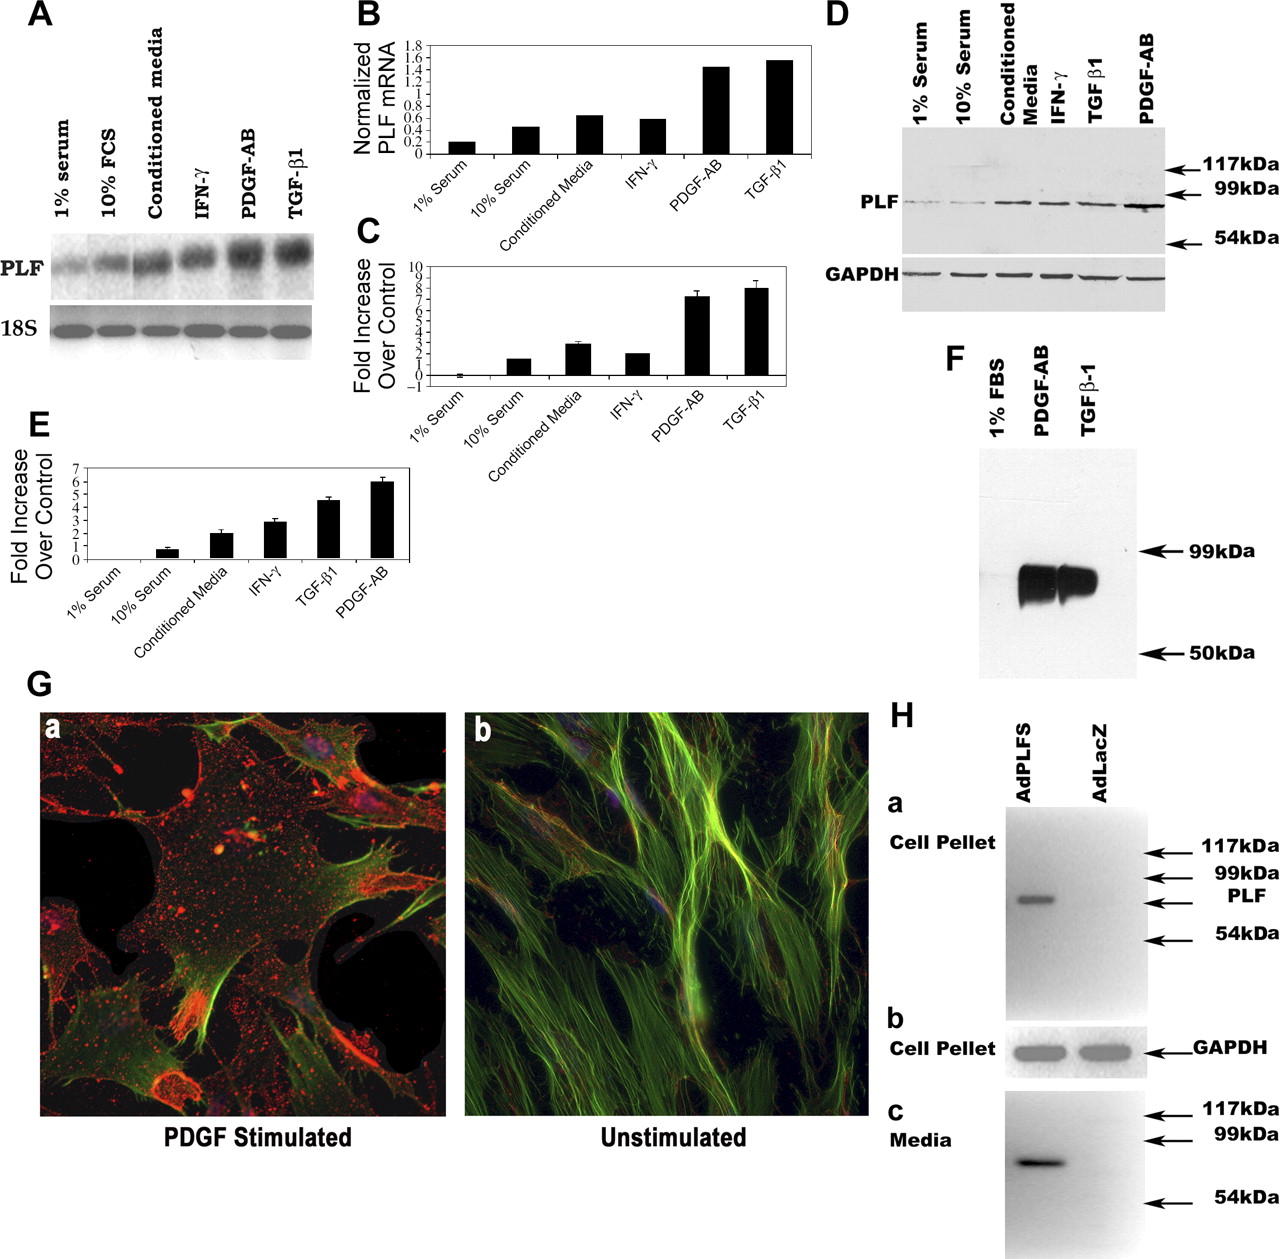 A
1% serum
10% FCS
Conditioned media
IFN-γ
PDGF-AB
TGF-β1
PLF
18S
B
Normalized
PLF mRNA
1.8
1.6
1.4
1.2
1
0.8
0.6
0.4
0.2
0
1% Serum
10% Serum
Conditioned Media
IFN-γ
PDGF-AB
TGF-β1
C
Fold Increase
Over Control
10
9
8
7
6
5
4
3
2
1
0
−1
1% Serum
10% Serum
Conditioned Media
IFN-γ
PDGF-AB
TGF-β1
D
1% Serum
10% Serum
Conditioned
Media
IFN-γ
TGF β1
PDGF-AB
117kDa
99kDa
PLF
54kDa
GAPDH
E
Fold Increase
Over Control
7
6
5
4
3
2
1
0
1% Serum
10% Serum
Conditioned Media
IFN-γ
TGF-β1
PDGF-AB
F
1% FBS
PDGF-AB
TGFβ-1
99kDa
50kDa
G
a
b
PDGF Stimulated
Unstimulated
H
AdPLFS
AdLacZ
a
Cell Pellet
117kDa
99kDa
PLF
54kDa
b
Cell Pellet
GAPDH
c
Media
117kDa
99kDa
54kDa